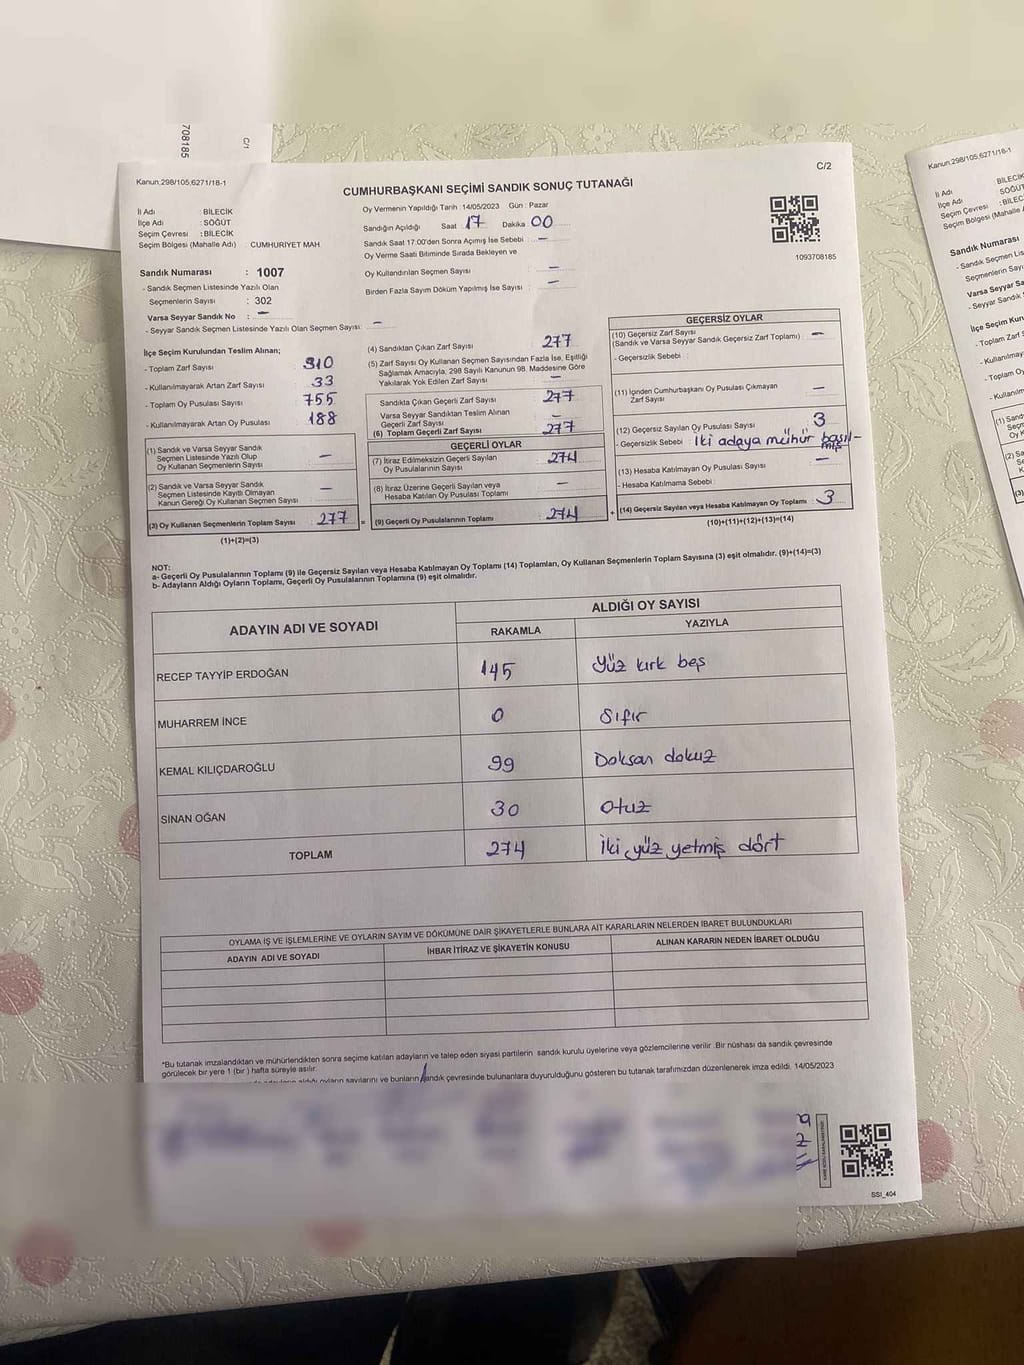 708185
C/1
Kanun;298/105;6271/18-1
C/2
CUMHURBAŞKANI SEÇİMİ SANDIK SONUÇ TUTANAĞI
İl Adı : BİLECİK
İlçe Adı : SÖĞÜT
Seçim Çevresi : BİLECİK
Seçim Bölgesi (Mahalle Adı) : CUMHURIYET MAH
Oy Vermenin Yapıldığı Tarih : 14/05/2023 Gün : Pazar
Sandığın Açıldığı Saat 17 Dakika 00
Sandık Saat 17:00'den Sonra Açımış İse Sebebi : —
Oy Verme Saati Bitiminde Sırada Bekleyen ve
Oy Kullandırılan Seçmen Sayısı : —
Birden Fazla Sayım Döküm Yapılmış İse Sayısı : —
1093708185
Sandık Numarası : 1007
- Sandık Seçmen Listesinde Yazılı Olan
Seçmenlerin Sayısı : 302
Varsa Seyyar Sandık No : —
- Seyyar Sandık Seçmen Listesinde Yazılı Olan Seçmen Sayısı: —
İlçe Seçim Kurulundan Teslim Alınan;
- Toplam Zarf Sayısı : 310
- Kullanılmayarak Artan Zarf Sayısı : 33
- Toplam Oy Pusulası Sayısı : 755
- Kullanılmayarak Artan Oy Pusulası : 188
(1) Sandık ve Varsa Seyyar Sandık
Seçmen Listesinde Yazılı Olup
Oy Kullanan Seçmenlerin Sayısı : —
(2) Sandık ve Varsa Seyyar Sandık
Seçmen Listesinde Kayıtlı Olmayan
Kanun Gereği Oy Kullanan Seçmen Sayısı : —
(3) Oy Kullanan Seçmenlerin Toplam Sayısı : 277
(1)+(2)=(3)
(4) Sandıktan Çıkan Zarf Sayısı : 277
(5) Zarf Sayısı Oy Kullanan Seçmen Sayısından Fazla İse, Eşitliği
Sağlamak Amacıyla, 298 Sayılı Kanunun 98. Maddesine Göre
Yakılarak Yok Edilen Zarf Sayısı : —
Sandıkta Çıkan Geçerli Zarf Sayısı : 277
Varsa Seyyar Sandıktan Teslim Alınan
Geçerli Zarf Sayısı : —
(6) Toplam Geçerli Zarf Sayısı : 277
GEÇERLİ OYLAR
(7) İtiraz Edilmeksizin Geçerli Sayılan
Oy Pusulalarının Sayısı : 274
(8) İtiraz Üzerine Geçerli Sayılan veya
Hesaba Katılan Oy Pusulası Toplamı : —
= (9) Geçerli Oy Pusulalarının Toplamı : 274
GEÇERSİZ OYLAR
(10) Geçersiz Zarf Sayısı
(Sandık ve Varsa Seyyar Sandık Geçersiz Zarf Toplamı) : —
- Geçersizlik Sebebi :
(11) İçinden Cumhurbaşkanı Oy Pusulası Çıkmayan
Zarf Sayısı : —
(12) Geçersiz Sayılan Oy Pusulası Sayısı : 3
- Geçersizlik Sebebi : İki adaya mühür basıl-
mış
(13) Hesaba Katılmayan Oy Pusulası Sayısı : —
- Hesaba Katılmama Sebebi :
+ (14) Geçersiz Sayılan veya Hesaba Katılmayan Oy Toplamı : 3
(10)+(11)+(12)+(13)=(14)
NOT:
a- Geçerli Oy Pusulalarının Toplamı (9) ile Geçersiz Sayılan veya Hesaba Katılmayan Oy Toplamı (14) Toplamları, Oy Kullanan Seçmenlerin Toplam Sayısına (3) eşit olmalıdır. (9)+(14)=(3)
b- Adayların Aldığı Oyların Toplamı, Geçerli Oy Pusulalarının Toplamına (9) eşit olmalıdır.
ADAYIN ADI VE SOYADI
ALDIĞI OY SAYISI
RAKAMLA YAZIYLA
RECEP TAYYİP ERDOĞAN 145 Yüz kırk beş
MUHARREM İNCE 0 Sıfır
KEMAL KILIÇDAROĞLU 99 Doksan dokuz
SİNAN OĞAN 30 Otuz
TOPLAM 274 İki yüz yetmiş dört
OYLAMA İŞ VE İŞLEMLERİNE VE OYLARIN SAYIM VE DÖKÜMÜNE DAİR ŞİKAYETLERLE BUNLARA AİT KARARLARIN NELERDEN İBARET BULUNDUKLARI
ADAYIN ADI VE SOYADI İHBAR İTİRAZ VE ŞİKAYETİN KONUSU ALINAN KARARIN NEDEN İBARET OLDUĞU
*Bu tutanak imzalandıktan ve mühürlendikten sonra seçime katılan adayların ve talep eden siyasi partilerin sandık kurulu üyelerine veya gözlemcilerine verilir. Bir nüshası da sandık çevresinde
görülecek bir yere 1 (bir) hafta süreyle asılır.
adayların aldığı oyların sayılarını ve bunların sandık çevresinde bulunanlara duyurulduğunu gösteren bu tutanak tarafımızdan düzenlenerek imza edildi. 14/05/2023
SSI_404
Kanun;298/105;6271/18-1
İl Adı : BİLECİK
İlçe Adı : SÖĞÜT
Seçim Çevresi : BİLEC
Seçim Bölgesi (Mahalle
Sandık Numarası
- Sandık Seçmen Lis
Seçmenlerin Sayı
Varsa Seyyar Sa
- Seyyar Sandık
İlçe Seçim Kur
- Toplam Zarf S
- Kullanılmayar
- Toplam O
- Kullanılm